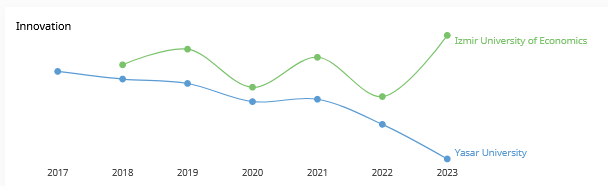 Innovation
Izmir University of Economics
Yasar University
2017 2018 2019 2020 2021 2022 2023